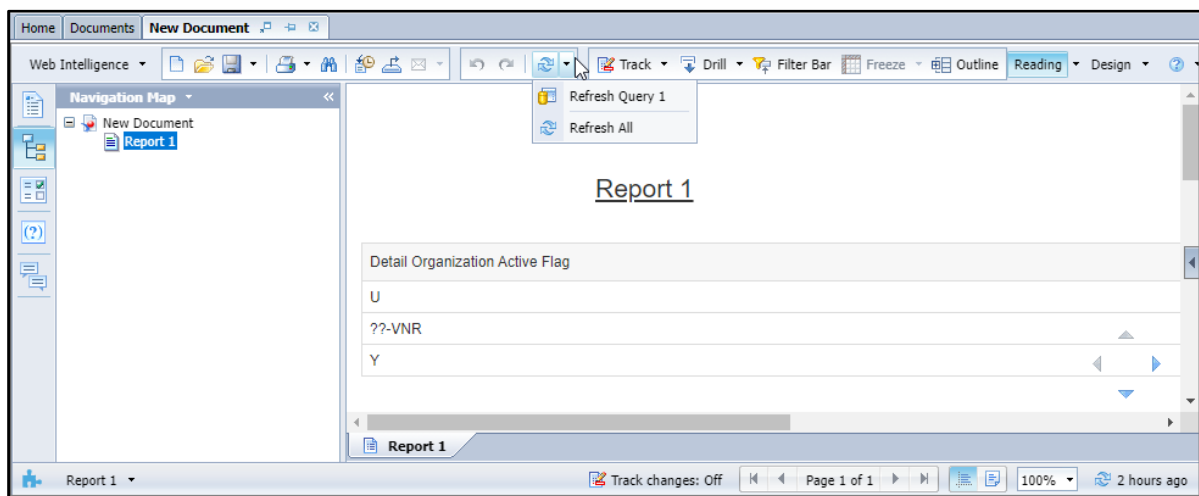 Home Documents New Document
Web Intelligence Track Drill Filter Bar Freeze Outline Reading Design
Navigation Map
New Document
Report 1
Refresh Query 1
Refresh All
Report 1
Detail Organization Active Flag
U
??-VNR
Y
Report 1
Report 1 Track changes: Off Page 1 of 1 100% 2 hours ago